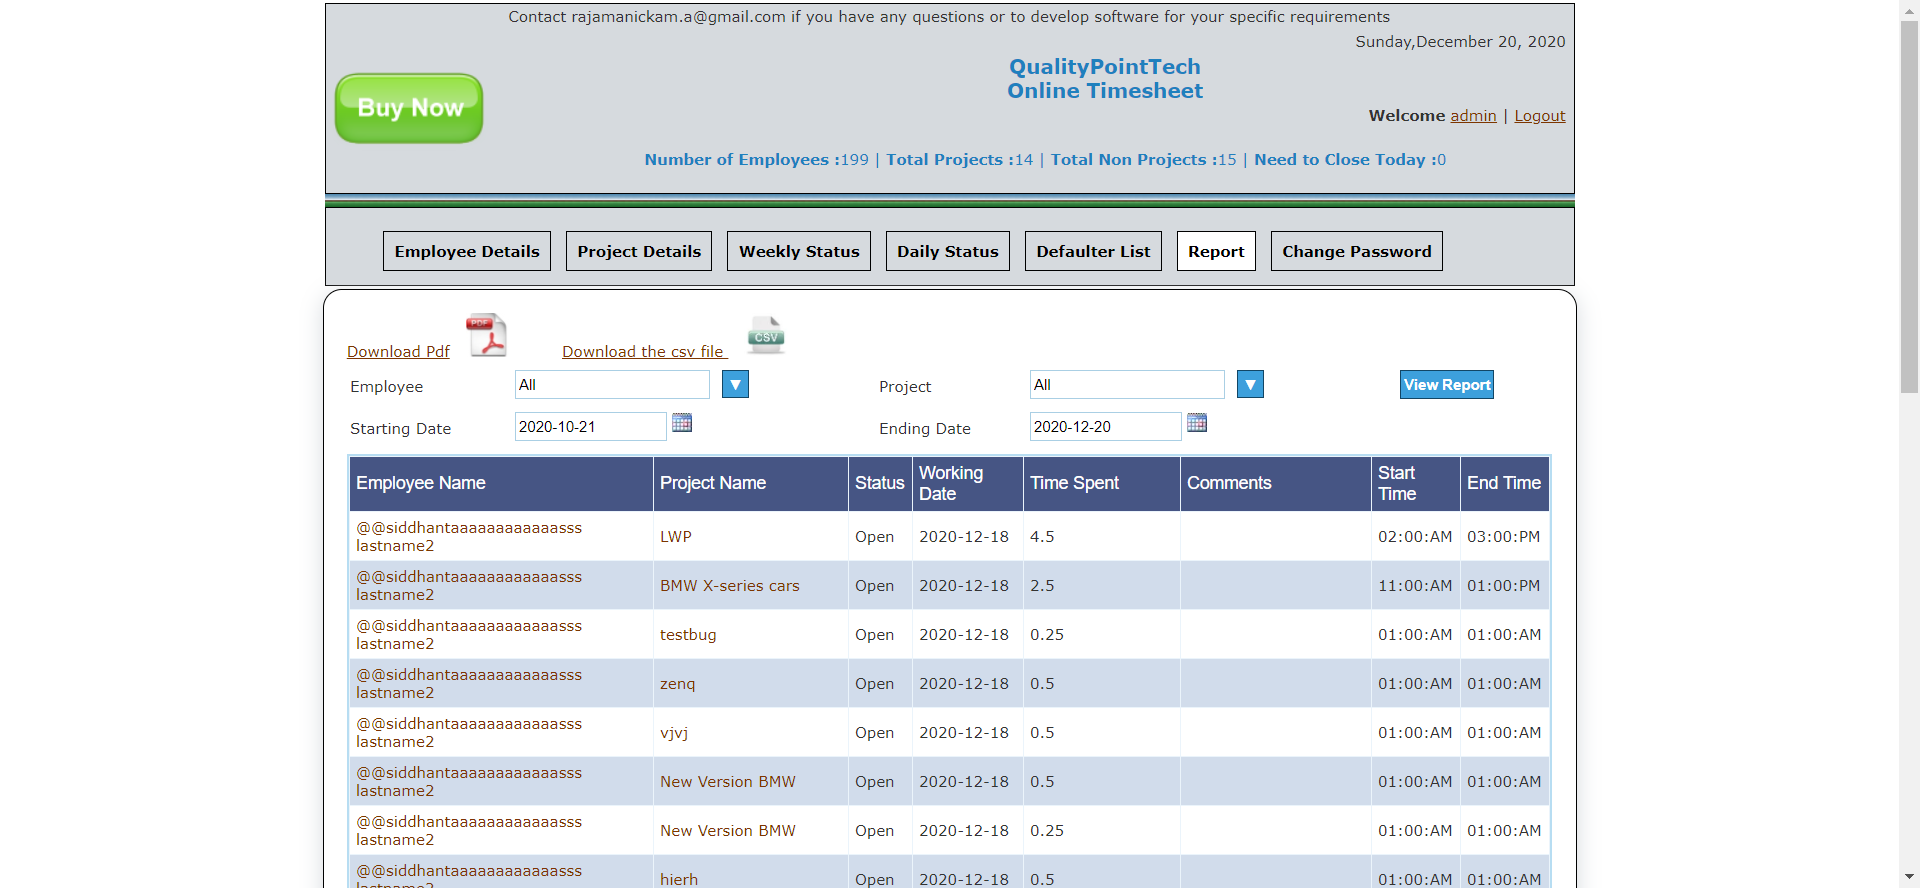 Contact rajamanickam.a@gmail.com if you have any questions or to develop software for your specific requirements
Sunday,December 20, 2020
QualityPointTech
Online Timesheet
Buy Now
Welcome admin | Logout
Number of Employees :199 | Total Projects :14 | Total Non Projects :15 | Need to Close Today :0
Employee Details Project Details Weekly Status Daily Status Defaulter List Report Change Password
Download Pdf PDF Download the csv file CSV
Employee All Project All View Report
Starting Date 2020-10-21 Ending Date 2020-12-20
Employee Name Project Name Status Working Date Time Spent Comments Start Time End Time
@@siddhantaaaaaaaaaaaasss
lastname2 LWP Open 2020-12-18 4.5 02:00:AM 03:00:PM
@@siddhantaaaaaaaaaaaasss
lastname2 BMW X-series cars Open 2020-12-18 2.5 11:00:AM 01:00:PM
@@siddhantaaaaaaaaaaaasss
lastname2 testbug Open 2020-12-18 0.25 01:00:AM 01:00:AM
@@siddhantaaaaaaaaaaaasss
lastname2 zenq Open 2020-12-18 0.5 01:00:AM 01:00:AM
@@siddhantaaaaaaaaaaaasss
lastname2 vjvj Open 2020-12-18 0.5 01:00:AM 01:00:AM
@@siddhantaaaaaaaaaaaasss
lastname2 New Version BMW Open 2020-12-18 0.5 01:00:AM 01:00:AM
@@siddhantaaaaaaaaaaaasss
lastname2 New Version BMW Open 2020-12-18 0.25 01:00:AM 01:00:AM
@@siddhantaaaaaaaaaaaasss
lastname2 hierh Open 2020-12-18 0.5 01:00:AM 01:00:AM